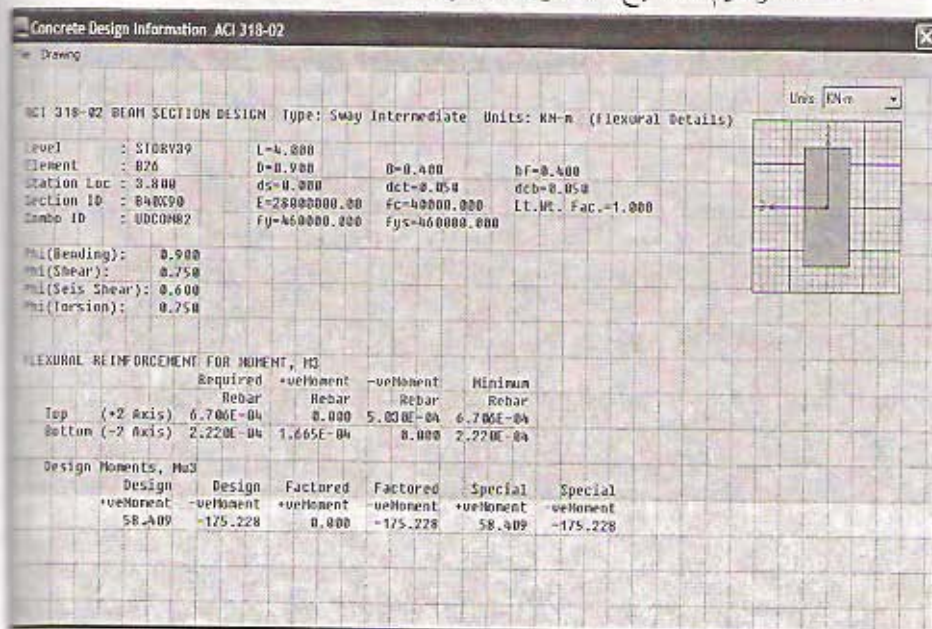 Concrete Design Information ACI 318-02
Drawing
Units KN-m
ACI 318-02 BEAM SECTION DESIGN Type: Sway Intermediate Units: KN-m (Flexural Details)
Level : STORY39 L=4.000
Element : B26 D=0.900 B=0.400 bf=0.400
Station Loc : 3.800 ds=0.000 dct=0.050 dcb=0.050
Section ID : B40X90 E=28000000.00 fc=40000.000 Lt.Wt. Fac.=1.000
Combo ID : UDCON82 Fy=460000.000 Fys=460000.000
Phi(Bending): 0.900
Phi(Shear): 0.750
Phi(Seis Shear): 0.600
Phi(Torsion): 0.750
FLEXURAL REINFORCEMENT FOR MOMENT, M3
Required +veMoment -veMoment Minimum
Rebar Rebar Rebar Rebar
Top (+2 Axis) 6.706E-04 0.000 5.030E-04 6.706E-04
Bottom (-2 Axis) 2.220E-04 1.665E-04 0.000 2.220E-04
Design Moments, Mu3
Design Design Factored Factored Special Special
+veMoment -veMoment +veMoment -veMoment +veMoment -veMoment
58.409 -175.228 0.000 -175.228 58.409 -175.228